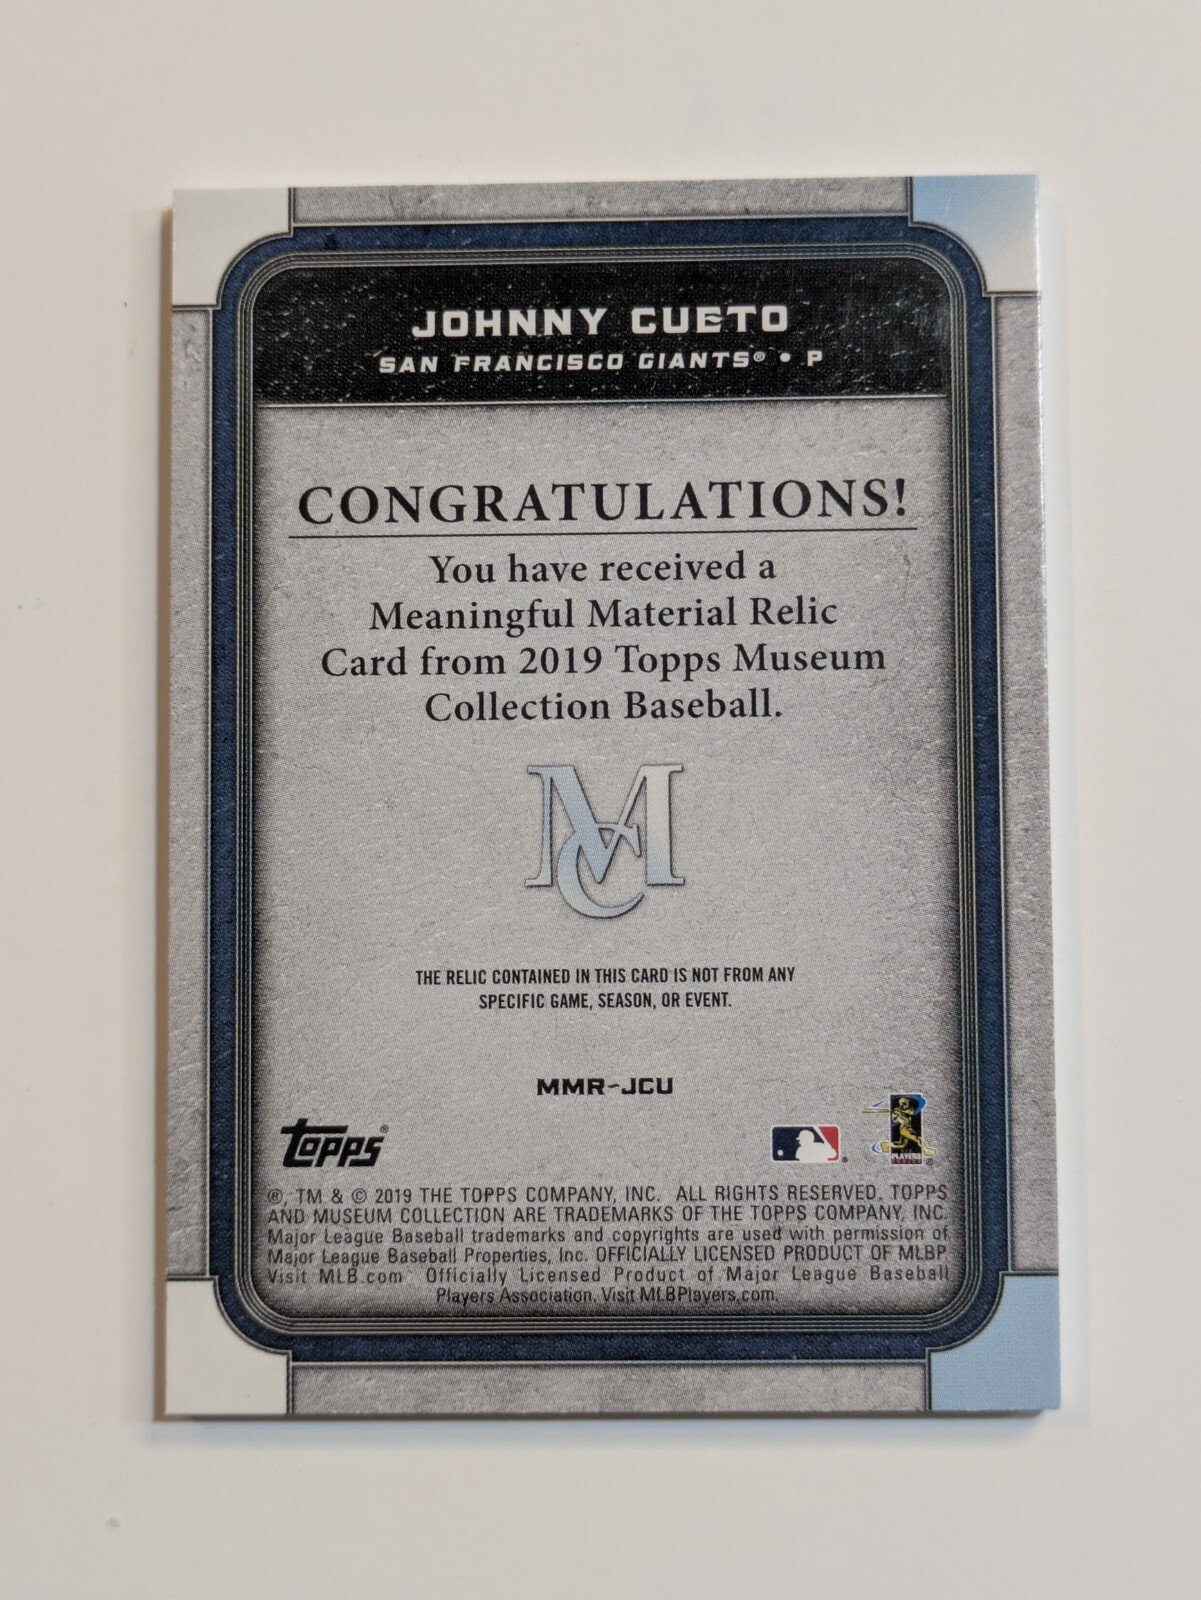 JOHNNY CUETO
SAN FRANCISCO GIANTS® • P
CONGRATULATIONS!
You have received a
Meaningful Material Relic
Card from 2019 Topps Museum
Collection Baseball.
MC
THE RELIC CONTAINED IN THIS CARD IS NOT FROM ANY
SPECIFIC GAME, SEASON, OR EVENT.
MMR-JCU
topps®
PLAYERS
®, TM & © 2019 THE TOPPS COMPANY, INC. ALL RIGHTS RESERVED. TOPPS
AND MUSEUM COLLECTION ARE TRADEMARKS OF THE TOPPS COMPANY, INC.
Major League Baseball trademarks and copyrights are used with permission of
Major League Baseball Properties, Inc. OFFICIALLY LICENSED PRODUCT OF MLBP.
Visit MLB.com Officially Licensed Product of Major League Baseball
Players Association. Visit MLBPlayers.com.